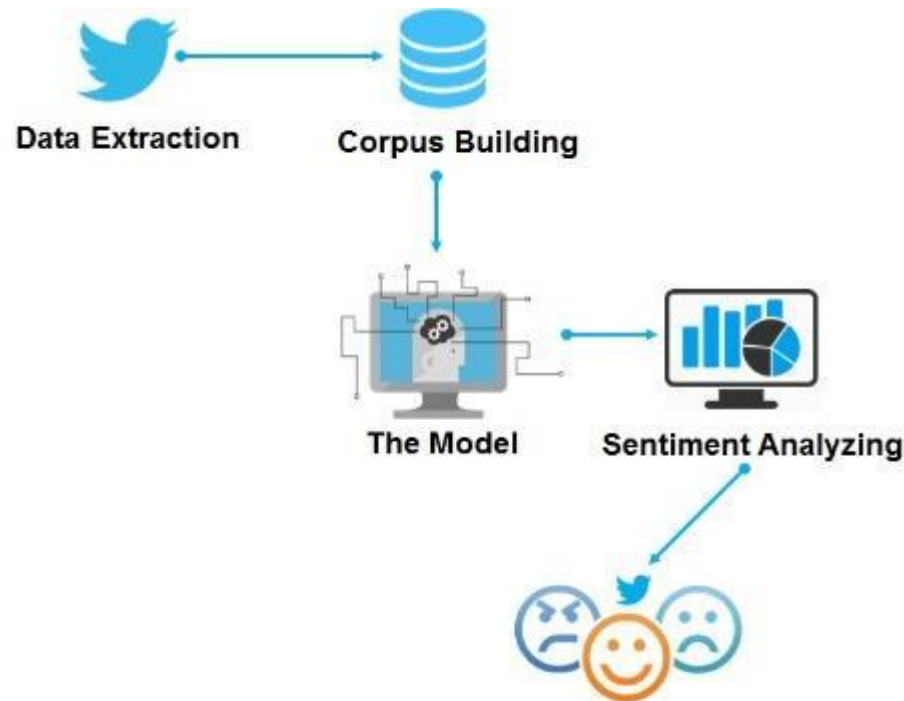 Data Extraction
Corpus Building
The Model
Sentiment Analyzing